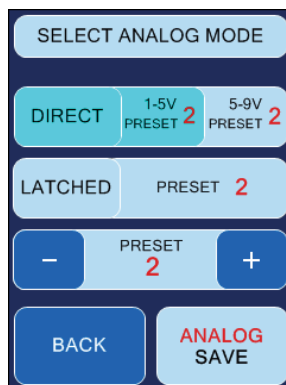 SELECT ANALOG MODE
DIRECT 1-5V PRESET 2 5-9V PRESET 2
LATCHED PRESET 2
- PRESET 2 +
BACK ANALOG SAVE